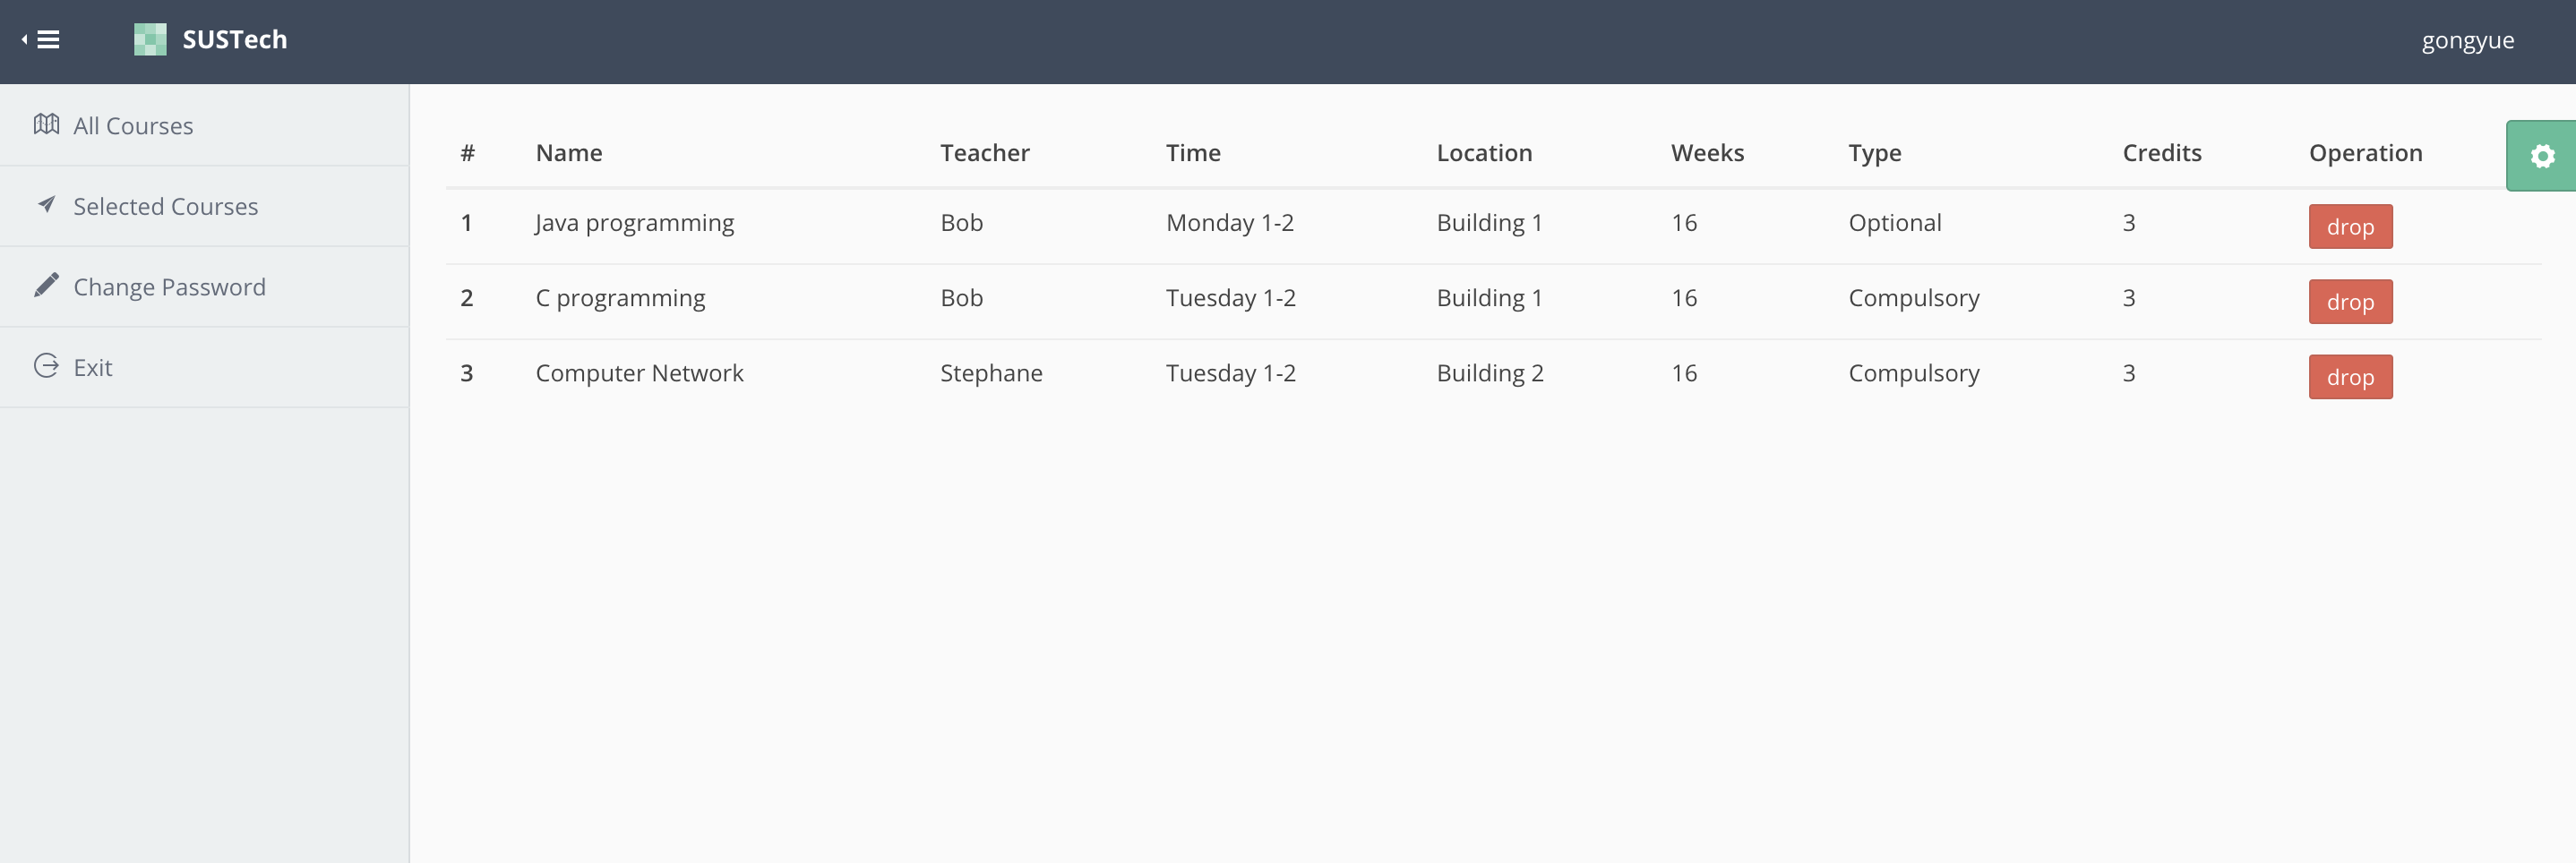 SUSTech
gongyue
All Courses
Selected Courses
Change Password
Exit
# Name Teacher Time Location Weeks Type Credits Operation
1 Java programming Bob Monday 1-2 Building 1 16 Optional 3 drop
2 C programming Bob Tuesday 1-2 Building 1 16 Compulsory 3 drop
3 Computer Network Stephane Tuesday 1-2 Building 2 16 Compulsory 3 drop